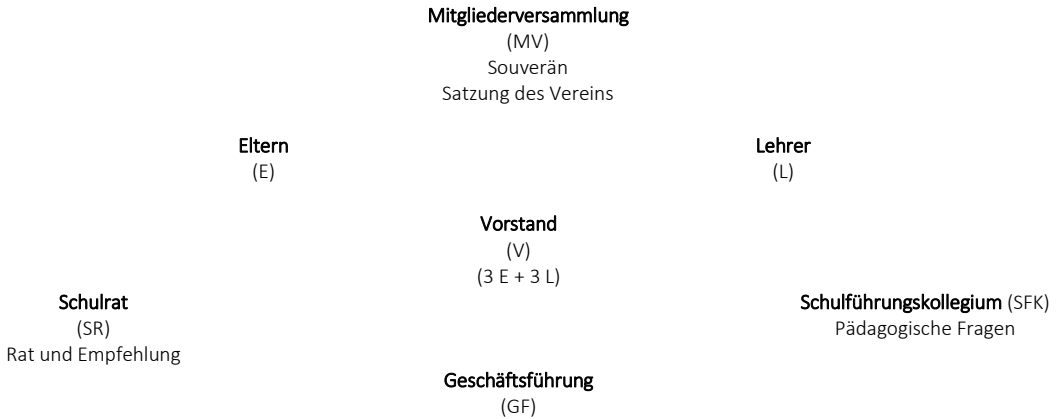 Mitgliederversammlung
(MV)
Souverän
Satzung des Vereins
Eltern
(E)
Lehrer
(L)
Vorstand
(V)
(3 E + 3 L)
Schulrat
(SR)
Rat und Empfehlung
Schulführungskollegium (SFK)
Pädagogische Fragen
Geschäftsführung
(GF)